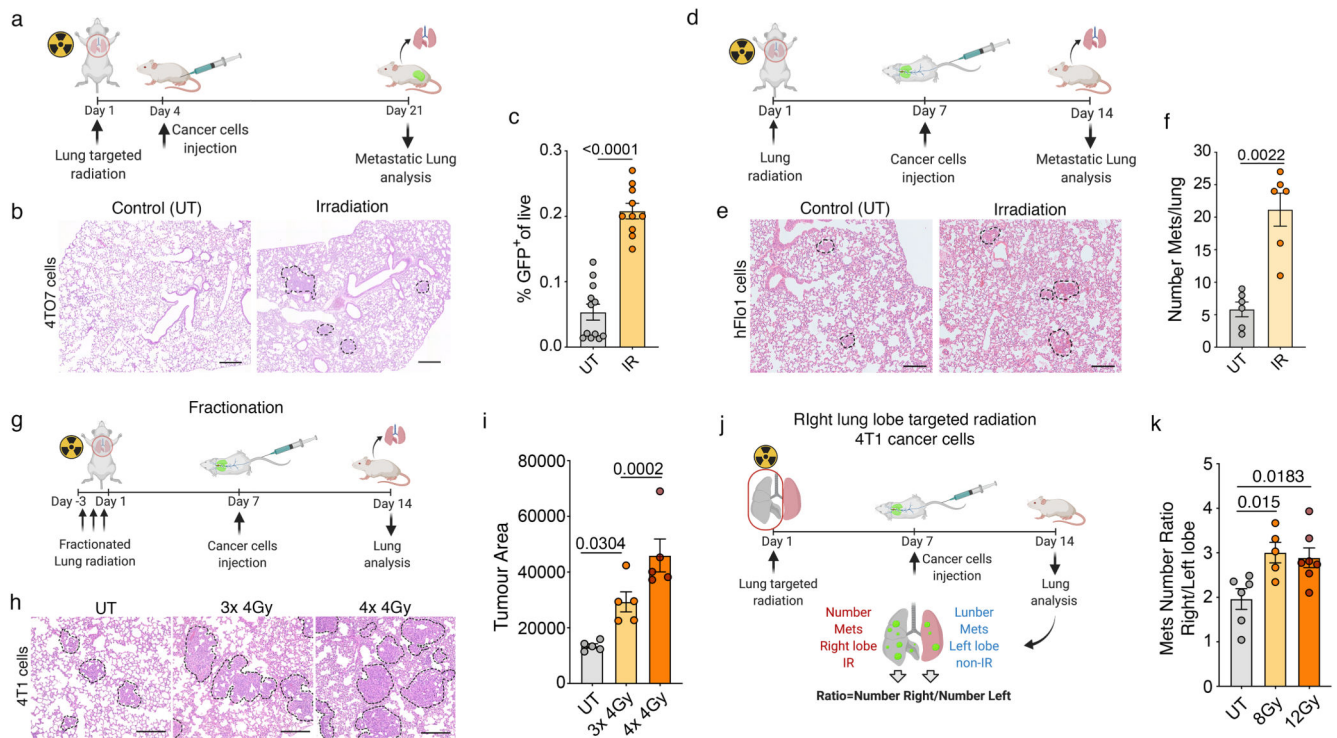 a
Day 1
Day 4
Day 21
Lung targeted
radiation
Cancer cells
injection
Metastatic Lung
analysis
b
Control (UT)
Irradiation
4TO7 cells
c
<0.0001
% GFP+ of live
0.3
0.2
0.1
0.0
UT
IR
d
Day 1
Day 7
Day 14
Lung
radiation
Cancer cells
injection
Metastatic Lung
analysis
e
Control (UT)
Irradiation
hFlo1 cells
f
0.0022
Number Mets/lung
30
25
20
15
10
5
0
UT
IR
g
Fractionation
Day -3
Day 1
Day 7
Day 14
Fractionated
Lung radiation
Cancer cells
injection
Lung
analysis
h
UT
3x 4Gy
4x 4Gy
4T1 cells
i
0.0002
0.0304
Tumour Area
80000
60000
40000
20000
0
UT
3x 4Gy
4x 4Gy
j
RIght lung lobe targeted radiation
4T1 cancer cells
Day 1
Day 7
Day 14
Lung targeted
radiation
Cancer cells
injection
Lung
analysis
Number
Mets
Right lobe
IR
Lunber
Mets
Left lobe
non-IR
Ratio=Number Right/Number Left
k
0.0183
0.015
Mets Number Ratio
Right/Left lobe
5
4
3
2
1
0
UT
8Gy
12Gy